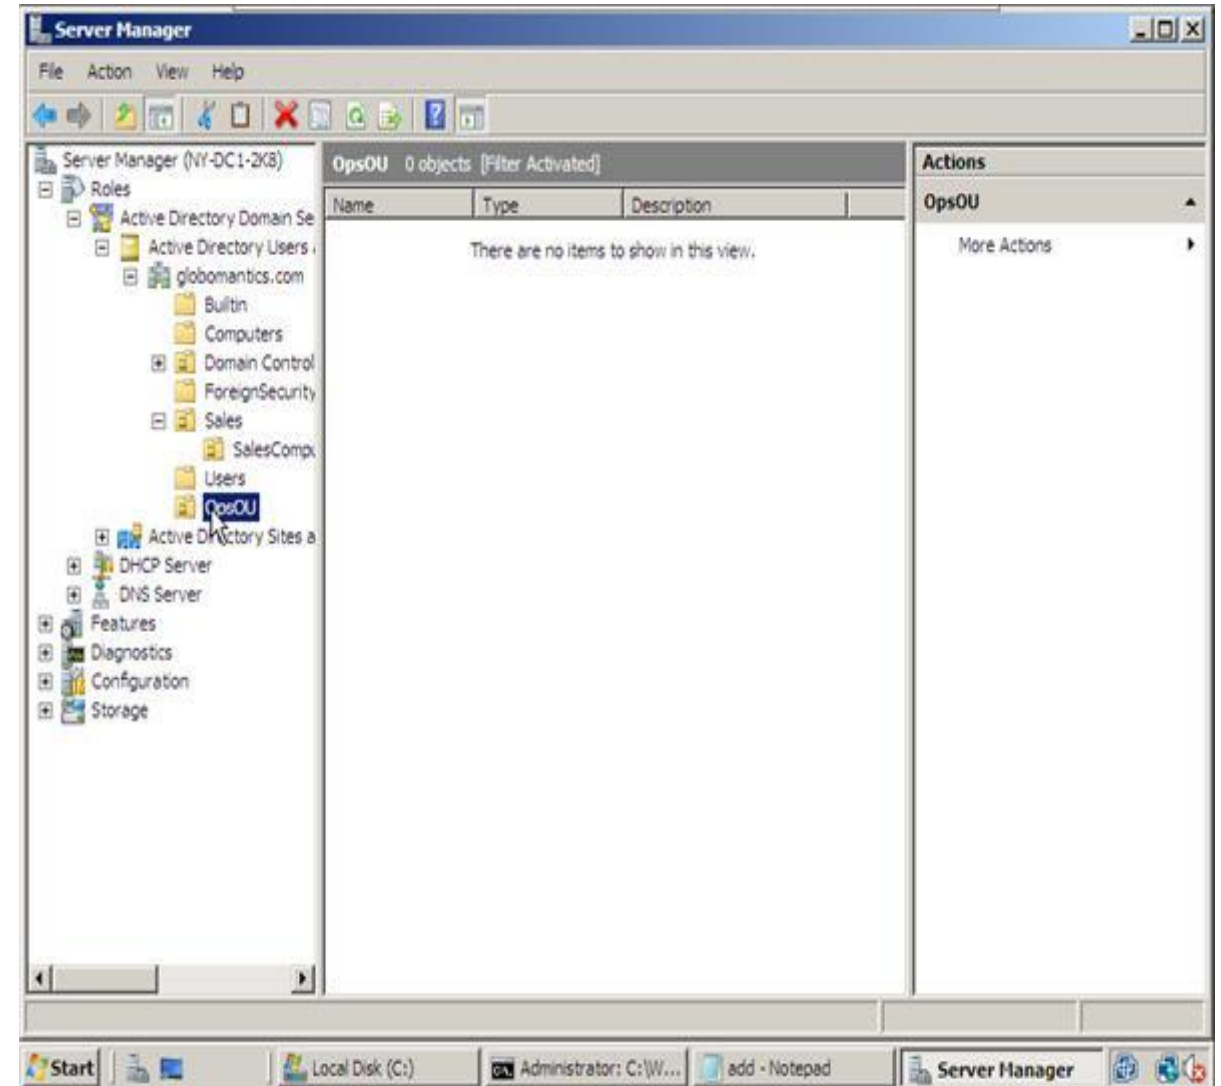 Server Manager
File Action View Help
Server Manager (NY-DC1-2K8)
Roles
Active Directory Domain Se
Active Directory Users
globomantics.com
Builtin
Computers
Domain Control
ForeignSecurity
Sales
SalesCompu
Users
OpsOU
Active Directory Sites a
DHCP Server
DNS Server
Features
Diagnostics
Configuration
Storage
OpsOU 0 objects [Filter Activated]
Name Type Description
There are no items to show in this view.
Actions
OpsOU
More Actions
Start Local Disk (C:) Administrator: C:\W... add - Notepad Server Manager